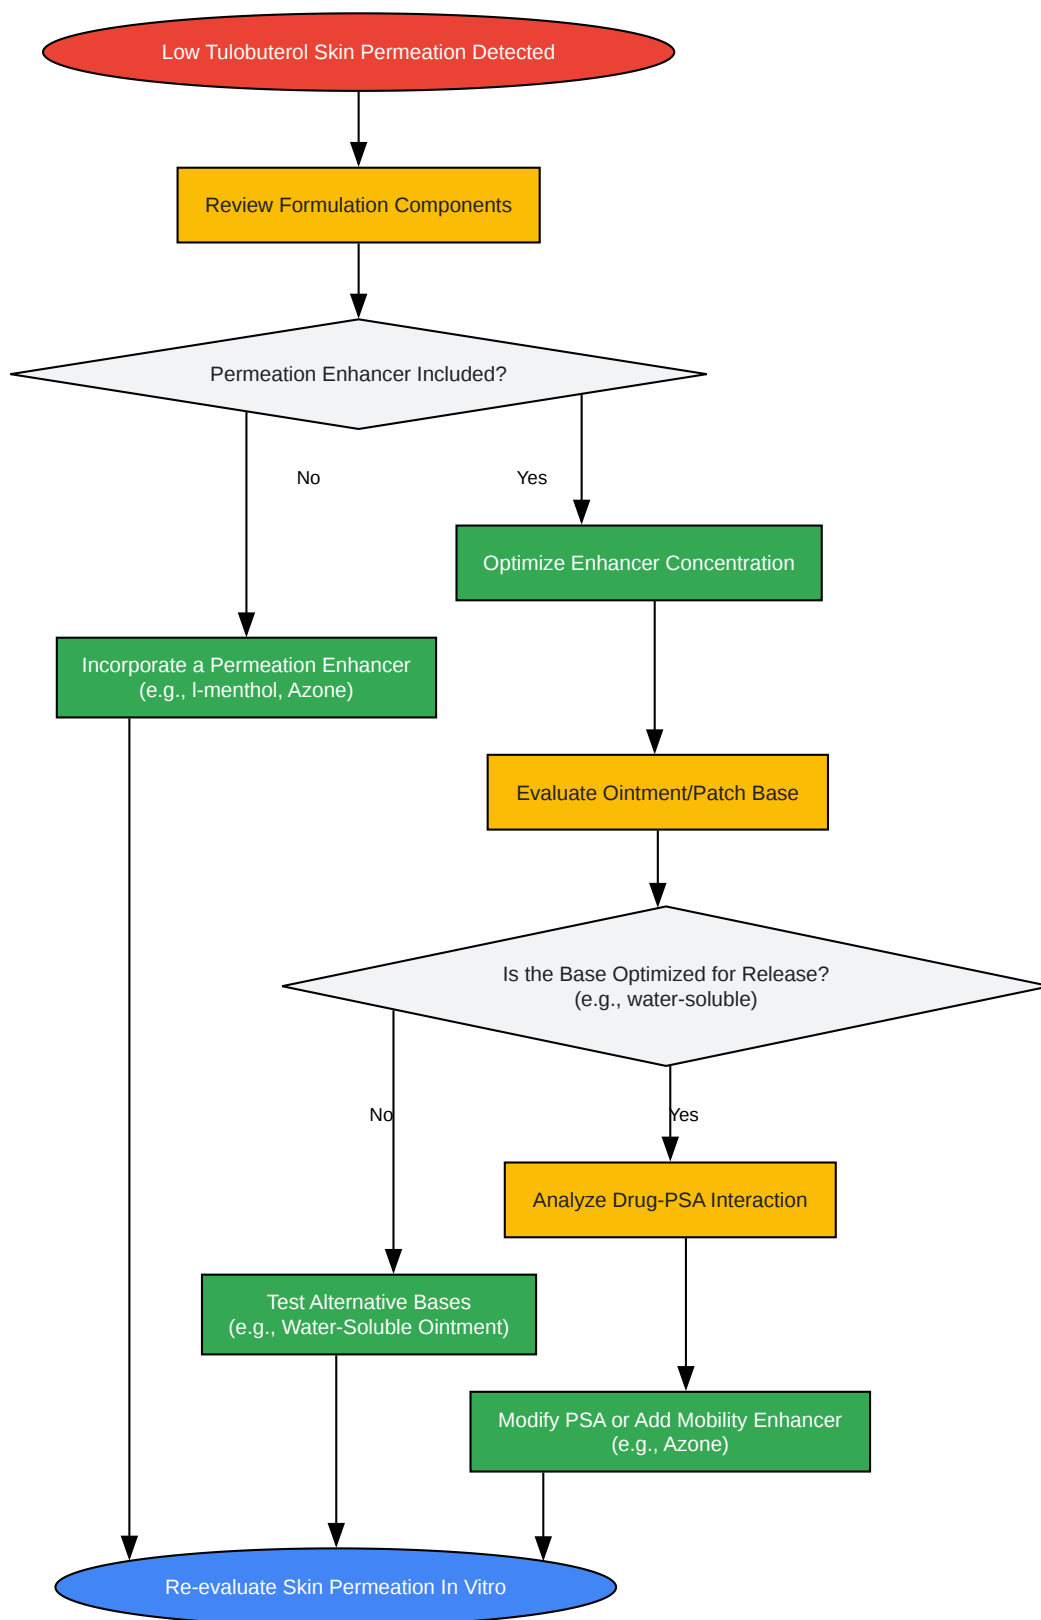 Low Tulobuterol Skin Permeation Detected
Review Formulation Components
Permeation Enhancer Included?
No
Yes
Optimize Enhancer Concentration
Incorporate a Permeation Enhancer
(e.g., l-menthol, Azone)
Evaluate Ointment/Patch Base
Is the Base Optimized for Release?
(e.g., water-soluble)
No
Yes
Analyze Drug-PSA Interaction
Test Alternative Bases
(e.g., Water-Soluble Ointment)
Modify PSA or Add Mobility Enhancer
(e.g., Azone)
Re-evaluate Skin Permeation In Vitro